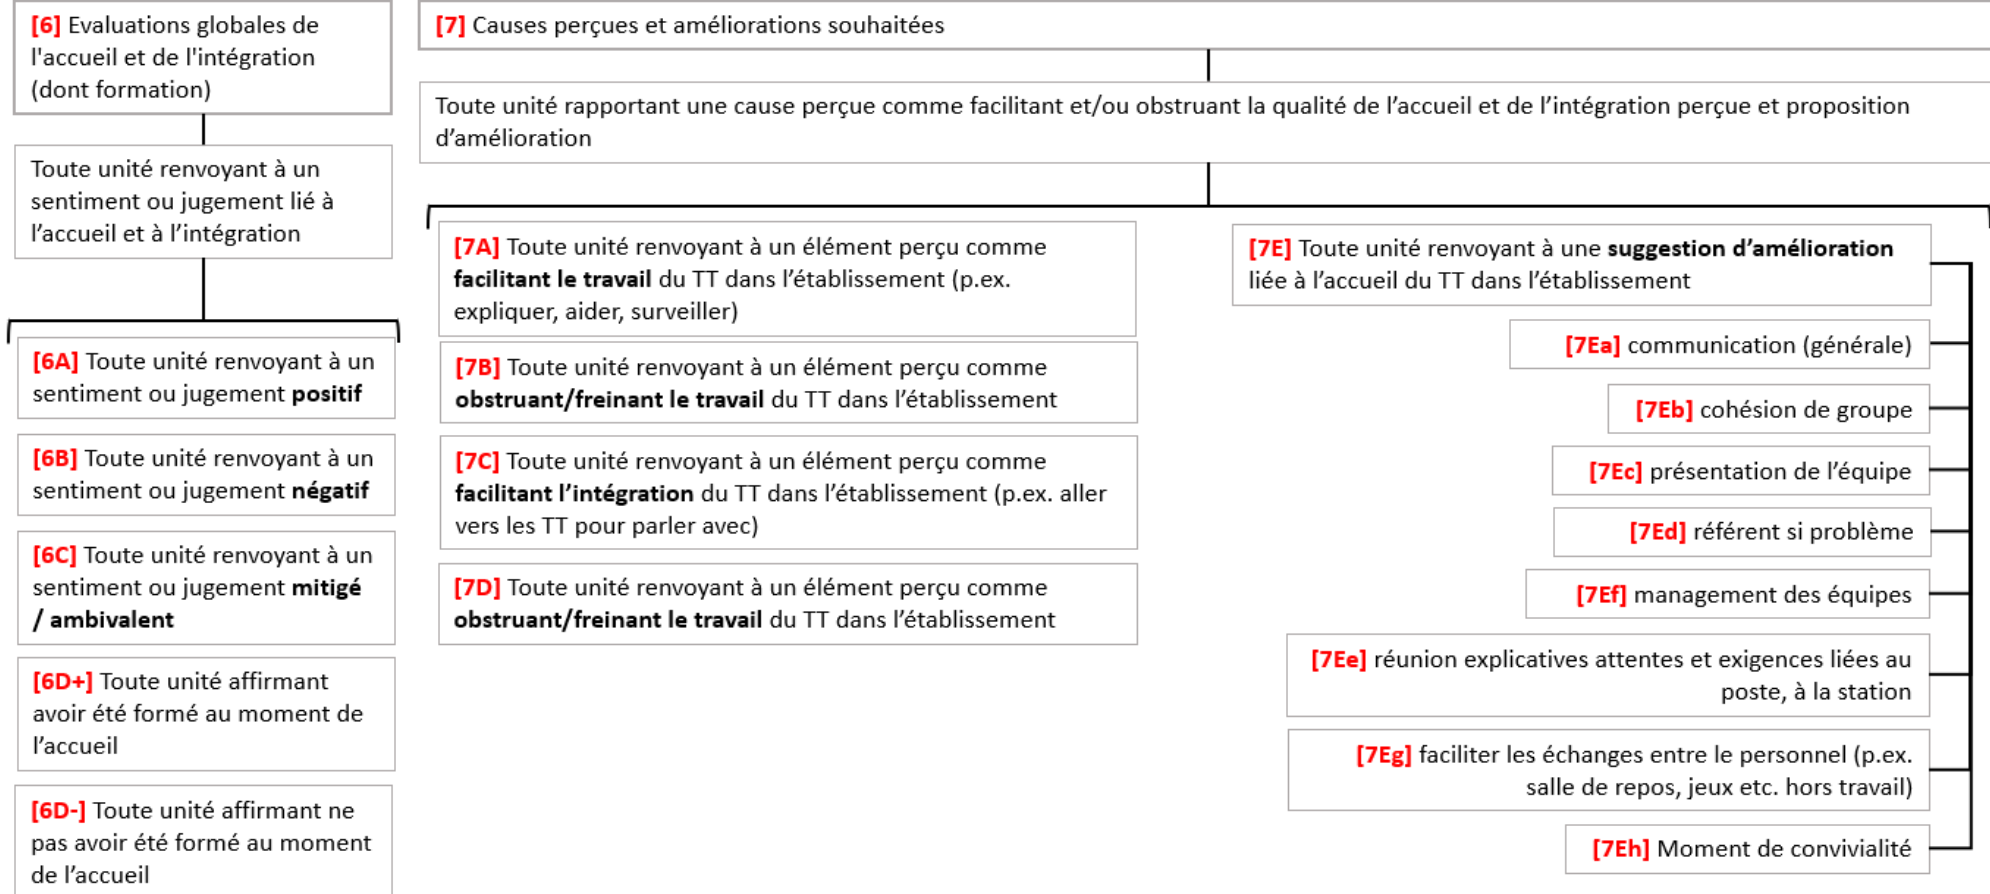 [6] Evaluations globales de
l'accueil et de l'intégration
(dont formation)
Toute unité renvoyant à un
sentiment ou jugement lié à
l’accueil et à l’intégration
[6A] Toute unité renvoyant à un
sentiment ou jugement positif
[6B] Toute unité renvoyant à un
sentiment ou jugement négatif
[6C] Toute unité renvoyant à un
sentiment ou jugement mitigé
/ ambivalent
[6D+] Toute unité affirmant
avoir été formé au moment de
l’accueil
[6D-] Toute unité affirmant ne
pas avoir été formé au moment
de l’accueil
[7] Causes perçues et améliorations souhaitées
Toute unité rapportant une cause perçue comme facilitant et/ou obstruant la qualité de l’accueil et de l’intégration perçue et proposition
d’amélioration
[7A] Toute unité renvoyant à un élément perçu comme
facilitant le travail du TT dans l’établissement (p.ex.
expliquer, aider, surveiller)
[7B] Toute unité renvoyant à un élément perçu comme
obstruant/freinant le travail du TT dans l’établissement
[7C] Toute unité renvoyant à un élément perçu comme
facilitant l’intégration du TT dans l’établissement (p.ex. aller
vers les TT pour parler avec)
[7D] Toute unité renvoyant à un élément perçu comme
obstruant/freinant le travail du TT dans l’établissement
[7E] Toute unité renvoyant à une suggestion d’amélioration
liée à l’accueil du TT dans l’établissement
[7Ea] communication (générale)
[7Eb] cohésion de groupe
[7Ec] présentation de l’équipe
[7Ed] référent si problème
[7Ef] management des équipes
[7Ee] réunion explicatives attentes et exigences liées au
poste, à la station
[7Eg] faciliter les échanges entre le personnel (p.ex.
salle de repos, jeux etc. hors travail)
[7Eh] Moment de convivialité